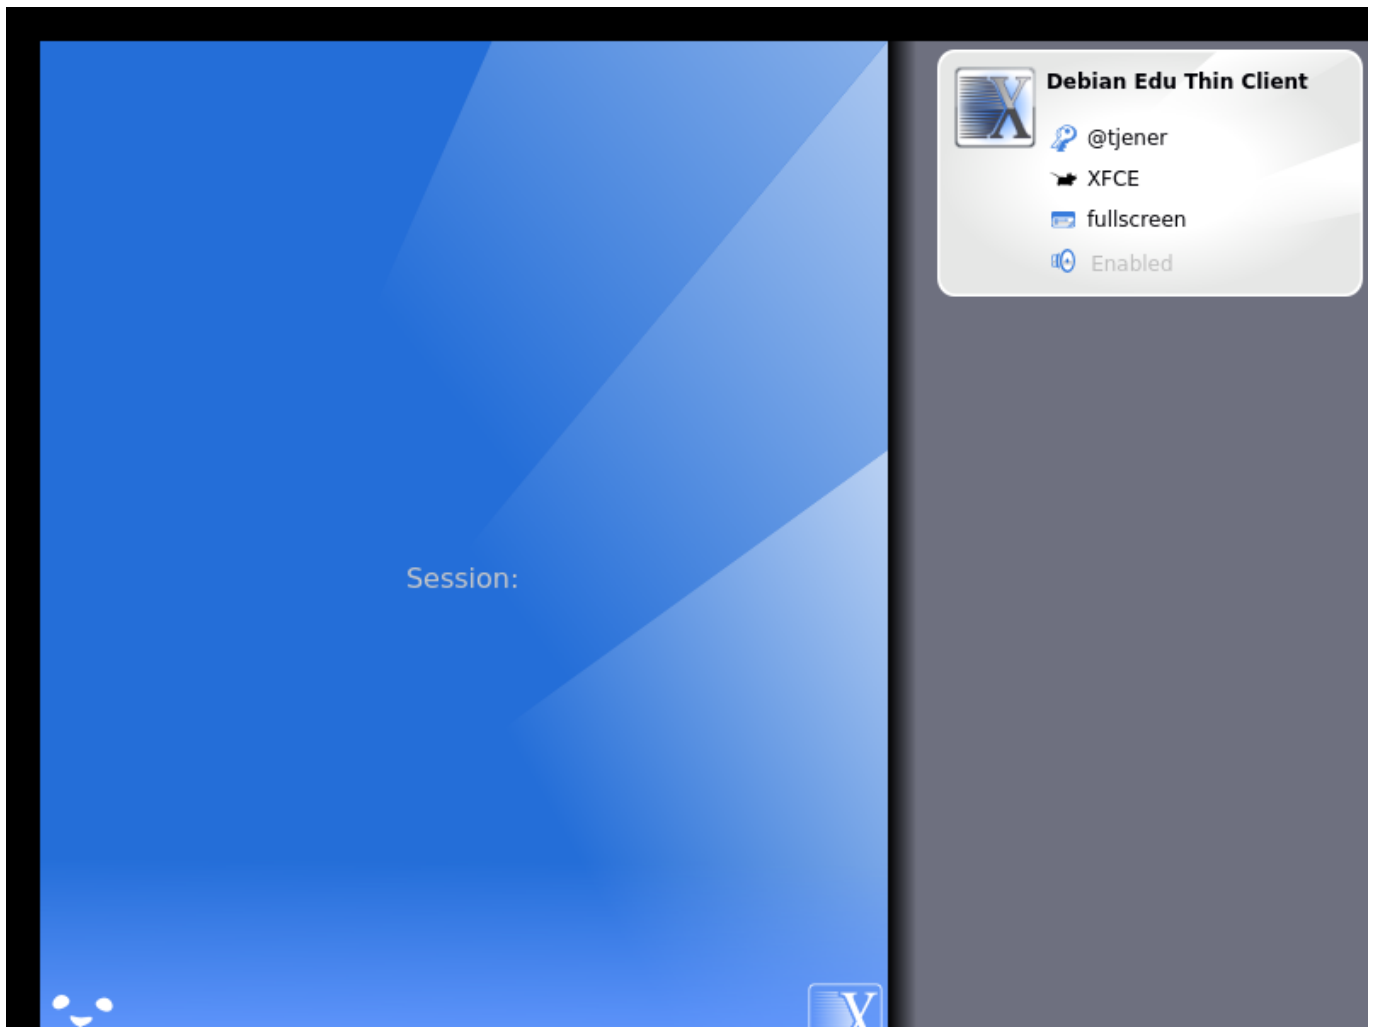 Debian Edu Thin Client
@tjener
XFCE
fullscreen
Enabled
Session:
X
X